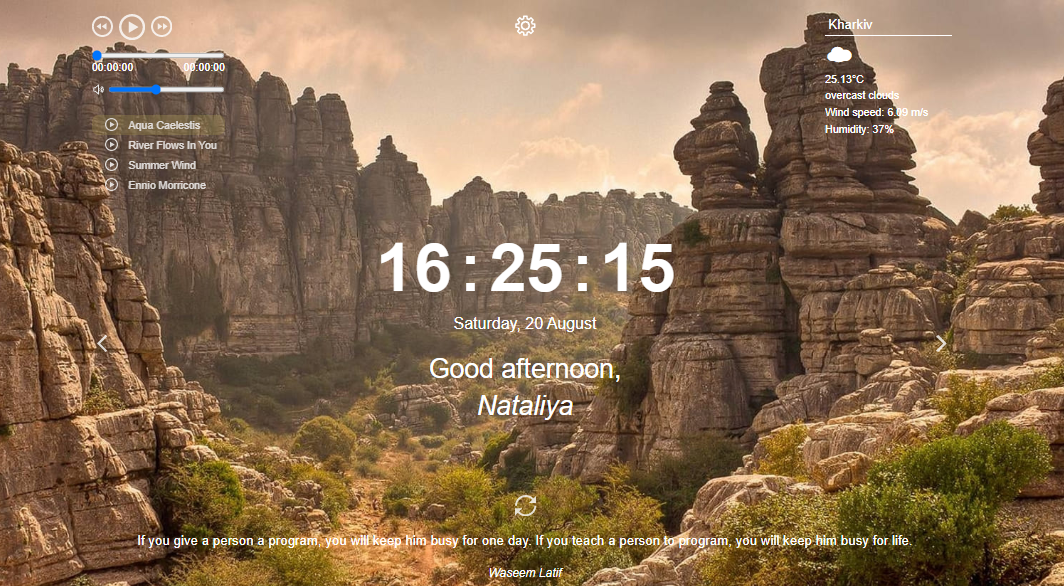 Kharkiv
00:00:00 00:00:00
25.13°C
overcast clouds
Wind speed: 6.09 m/s
Humidity: 37%
Aqua Caelestis
River Flows In You
Summer Wind
Ennio Morricone
16:25:15
Saturday, 20 August
Good afternoon,
Nataliya
If you give a person a program, you will keep him busy for one day. If you teach a person to program, you will keep him busy for life.
Waseem Latif